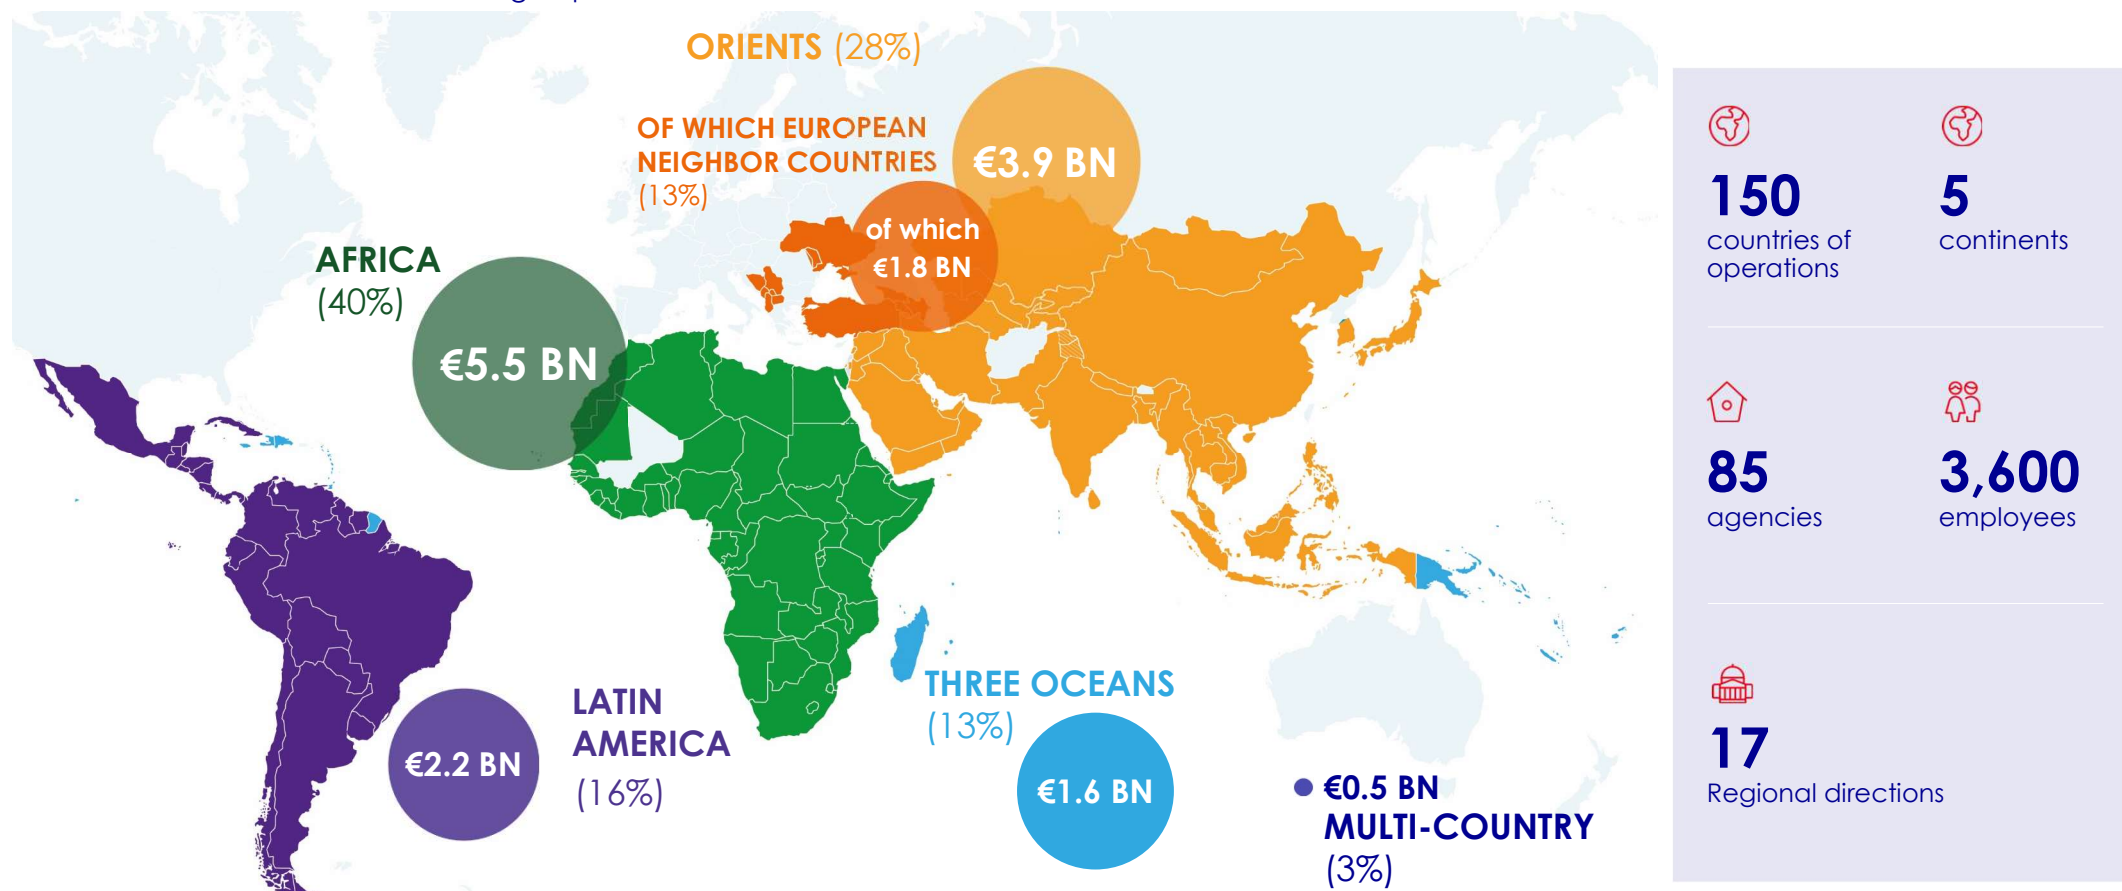 ORIENTS (28%)
OF WHICH EUROPEAN
NEIGHBOR COUNTRIES
(13%)
€3.9 BN
of which
€1.8 BN
AFRICA
(40%)
€5.5 BN
LATIN
AMERICA
(16%)
€2.2 BN
THREE OCEANS
(13%)
€1.6 BN
€0.5 BN
MULTI-COUNTRY
(3%)
150
countries of
operations
5
continents
85
agencies
3,600
employees
17
Regional directions